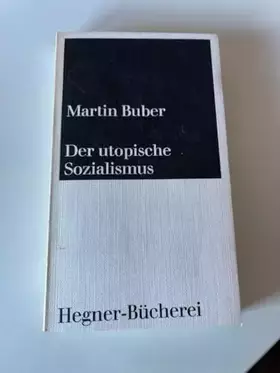 Martin Buber
Der utopische
Sozialismus
Hegner-Bücherei